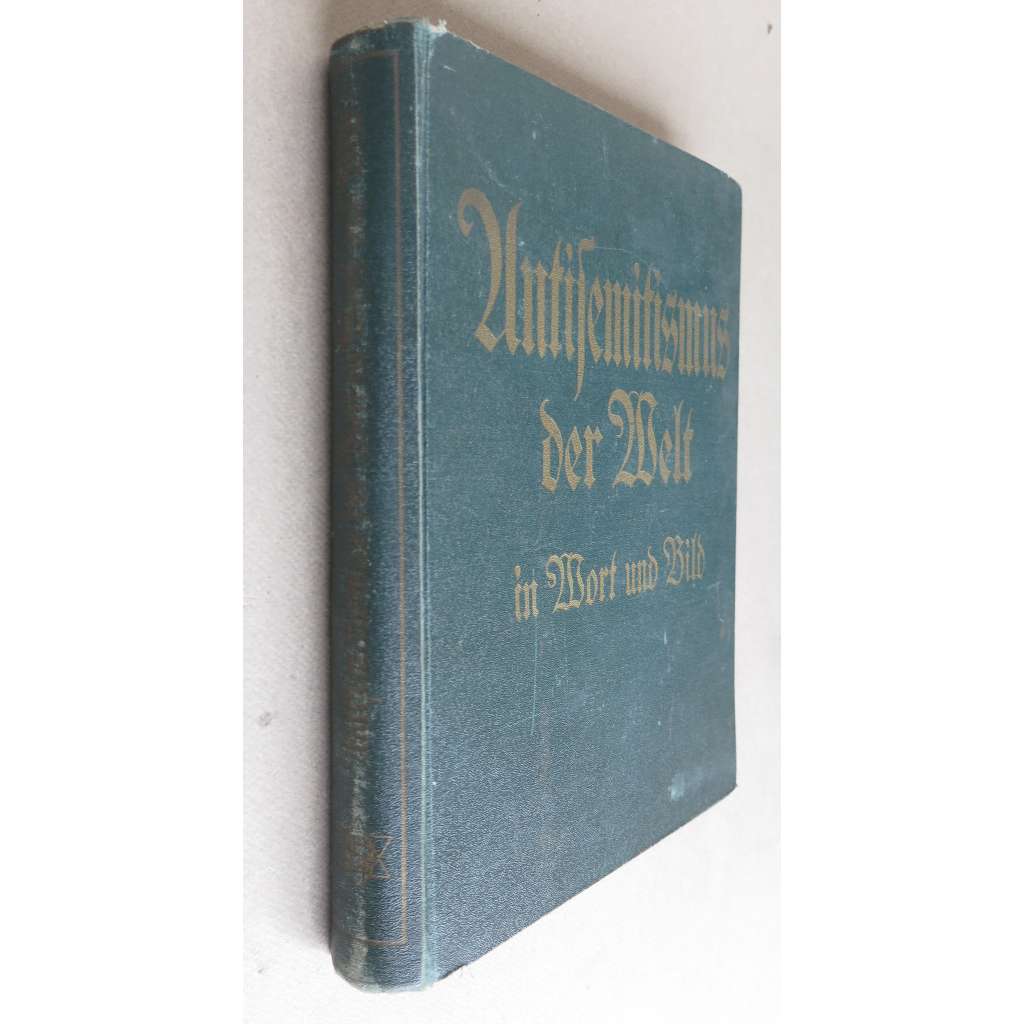 Antisemitismus
der Welt
in Wort und Bild